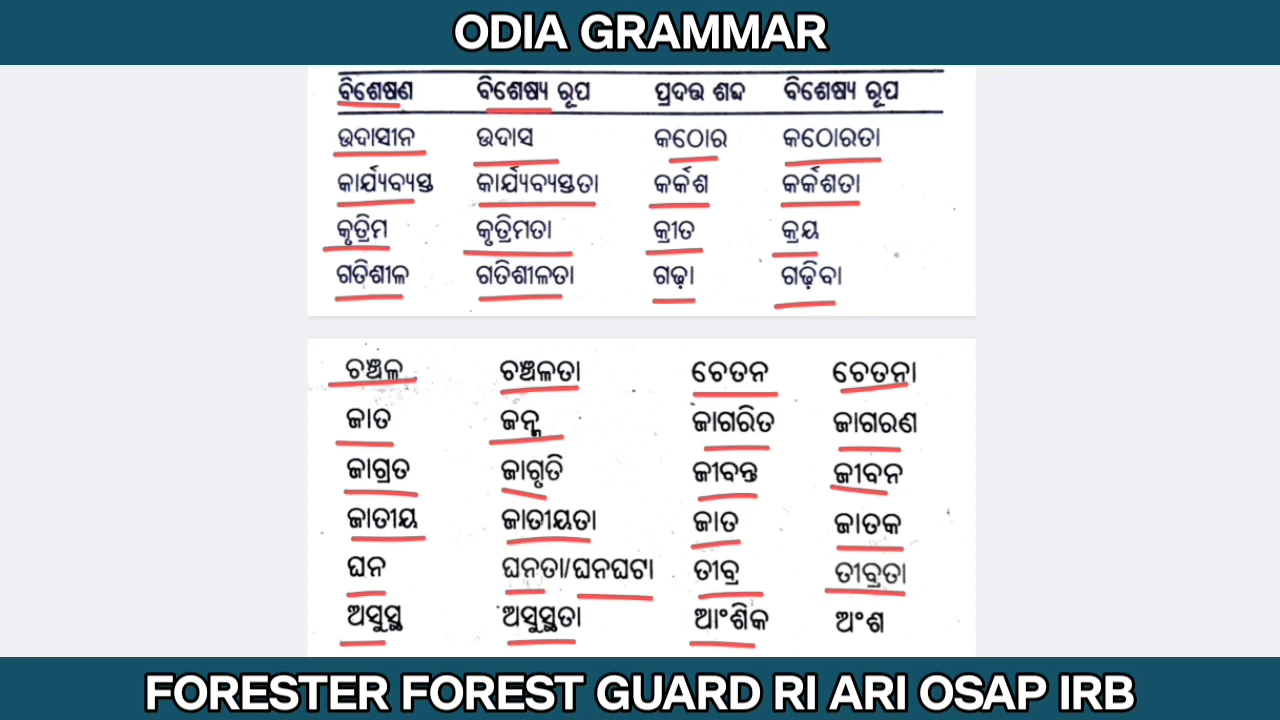 ODIA GRAMMAR
ବିଶେଷଣ ବିଶେଷ୍ୟ ରୂପ ପ୍ରଦତ୍ତ ଶବ୍ଦ ବିଶେଷ୍ୟ ରୂପ
ଉଦାସୀନ ଉଦାସ କଠୋର କଠୋରତା
କାର୍ଯ୍ୟବ୍ୟସ୍ତ କାର୍ଯ୍ୟବ୍ୟସ୍ତତା କର୍କଶ କର୍କଶତା
କୃତ୍ରିମ କୃତ୍ରିମତା କ୍ରୀତ କ୍ରୟ
ଗତିଶୀଳ ଗତିଶୀଳତା ଗଢ଼ା ଗଢ଼ିବା
ଚଞ୍ଚଳ ଚଞ୍ଚଳତା ଚେତନ ଚେତନା
ଜାତ ଜନ୍ମ ଜାଗରିତ ଜାଗରଣ
ଜାଗ୍ରତ ଜାଗୃତି ଜୀବନ୍ତ ଜୀବନ
ଜାତୀୟ ଜାତୀୟତା ଜାତ ଜାତକ
ଘନ ଘନତା/ଘନଘଟା ତୀବ୍ର ତୀବ୍ରତା
ଅସୁସ୍ଥ ଅସୁସ୍ଥତା ଆଂଶିକ ଅଂଶ
FORESTER FOREST GUARD RI ARI OSAP IRB